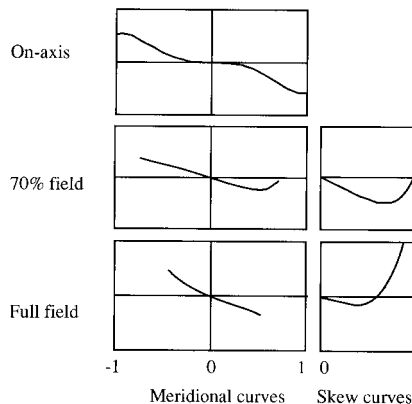 On-axis
70% field
Full field
-1 0 1 0
Meridional curves Skew curves